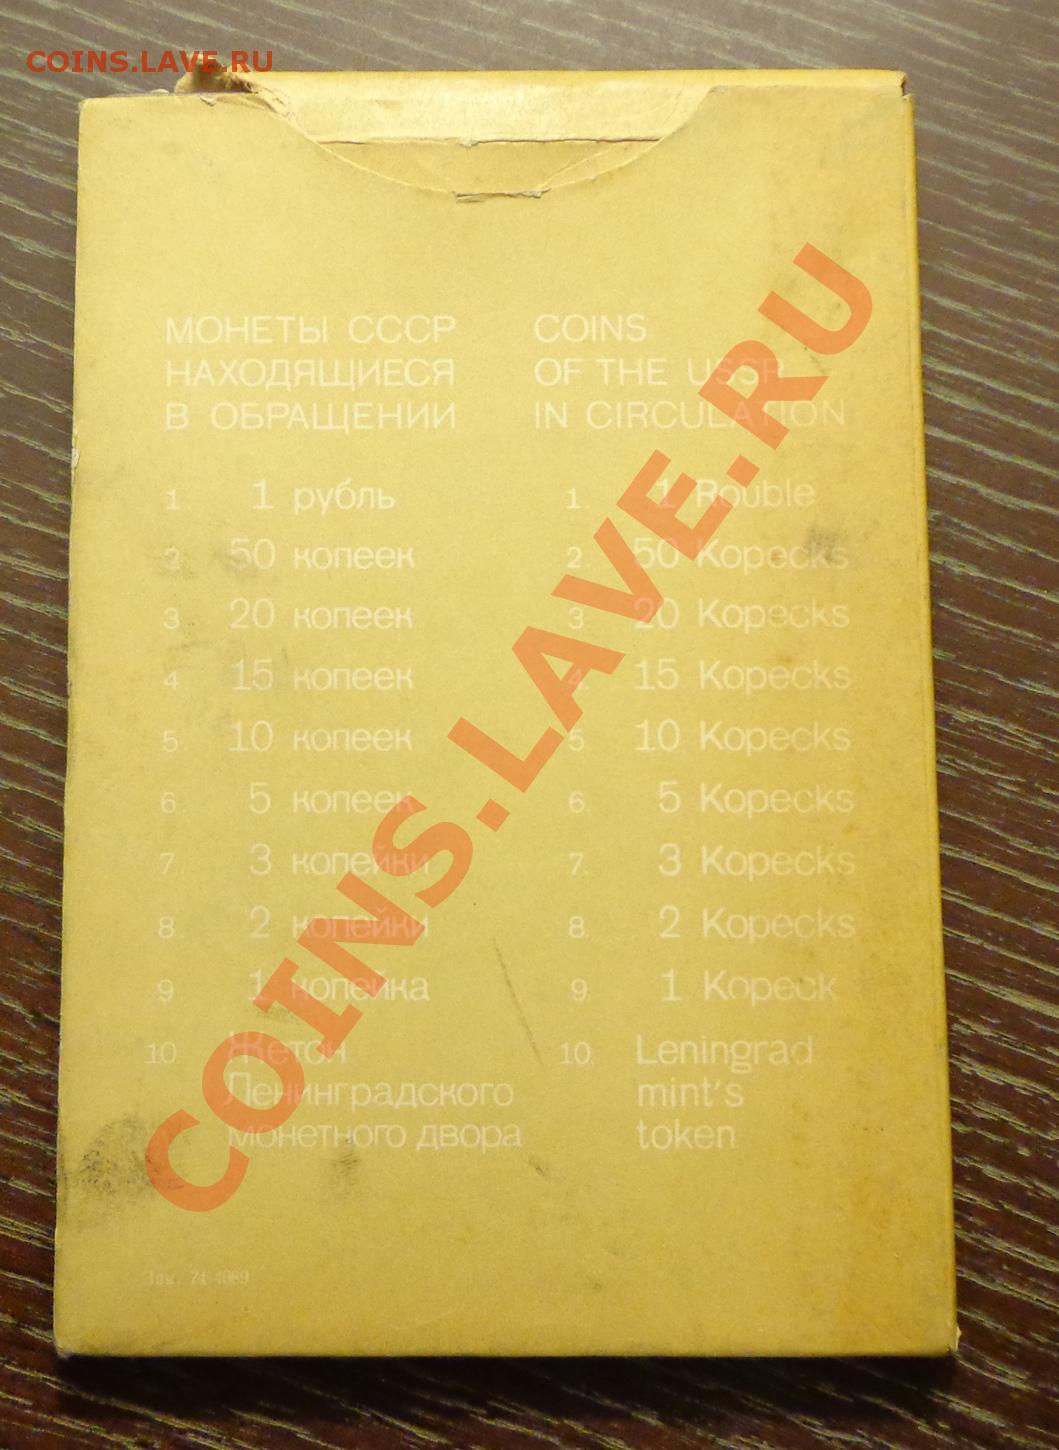 COINS.LAVE.RU
МОНЕТЫ СССР
НАХОДЯЩИЕСЯ
В ОБРАЩЕНИИ
1. 1 рубль
2. 50 копеек
3. 20 копеек
4. 15 копеек
5. 10 копеек
6. 5 копеек
7. 3 копейки
8. 2 копейки
9. 1 копейка
10. Жетон
Ленинградского
монетного двора
COINS
OF THE USSR
IN CIRCULATION
1. 1 Rouble
2. 50 Kopecks
3. 20 Kopecks
4. 15 Kopecks
5. 10 Kopecks
6. 5 Kopecks
7. 3 Kopecks
8. 2 Kopecks
9. 1 Kopeck
10. Leningrad
mint's
token
Зак.
COINS.LAVE.RU